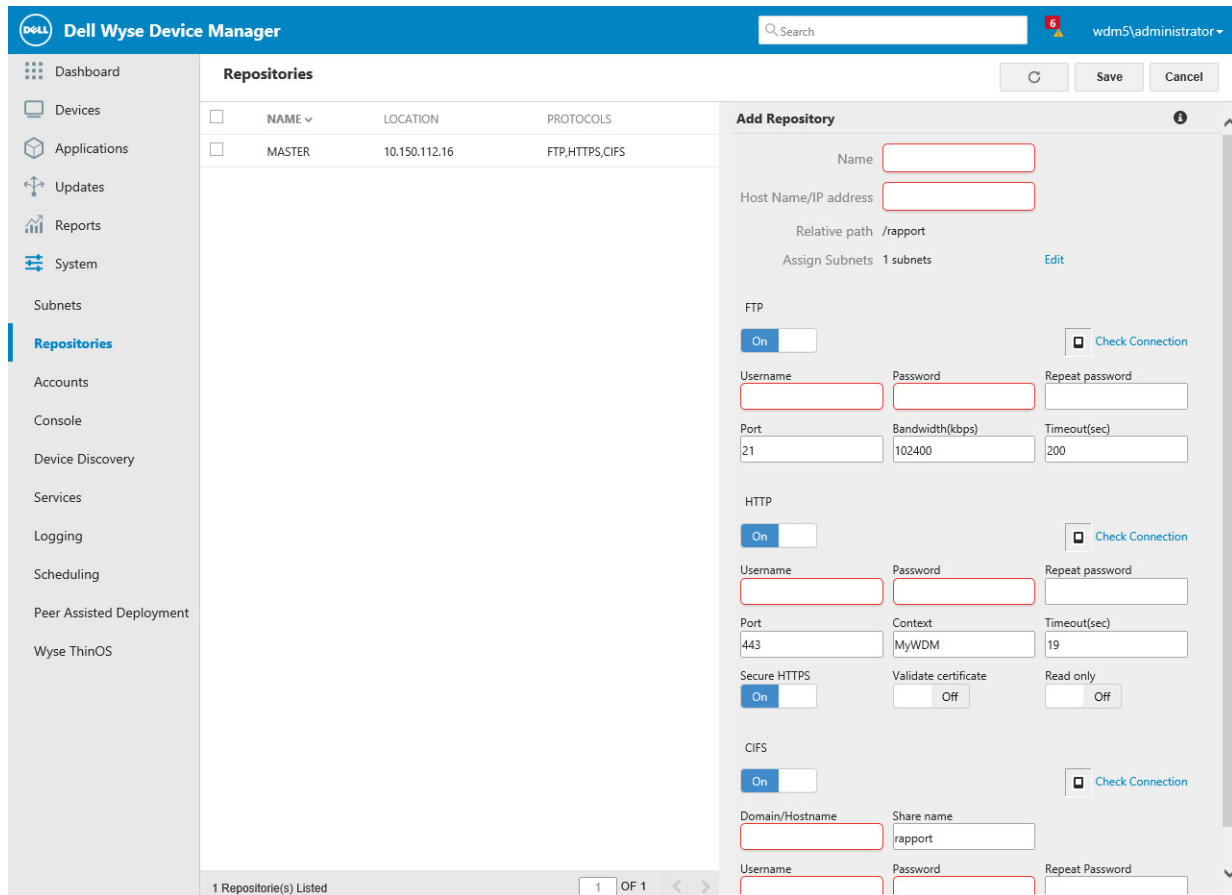 DELL Dell Wyse Device Manager Search 6 wdm5\administrator
Dashboard
Devices
Applications
Updates
Reports
System
Subnets
Repositories
Accounts
Console
Device Discovery
Services
Logging
Scheduling
Peer Assisted Deployment
Wyse ThinOS
Repositories Save Cancel
NAME LOCATION PROTOCOLS
MASTER 10.150.112.16 FTP,HTTPS,CIFS
1 Repositorie(s) Listed 1 OF 1
Add Repository
Name
Host Name/IP address
Relative path /rapport
Assign Subnets 1 subnets Edit
FTP
On Check Connection
Username Password Repeat password
Port Bandwidth(kbps) Timeout(sec)
21 102400 200
HTTP
On Check Connection
Username Password Repeat password
Port Context Timeout(sec)
443 MyWDM 19
Secure HTTPS Validate certificate Read only
On Off Off
CIFS
On Check Connection
Domain/Hostname Share name
rapport
Username Password Repeat Password